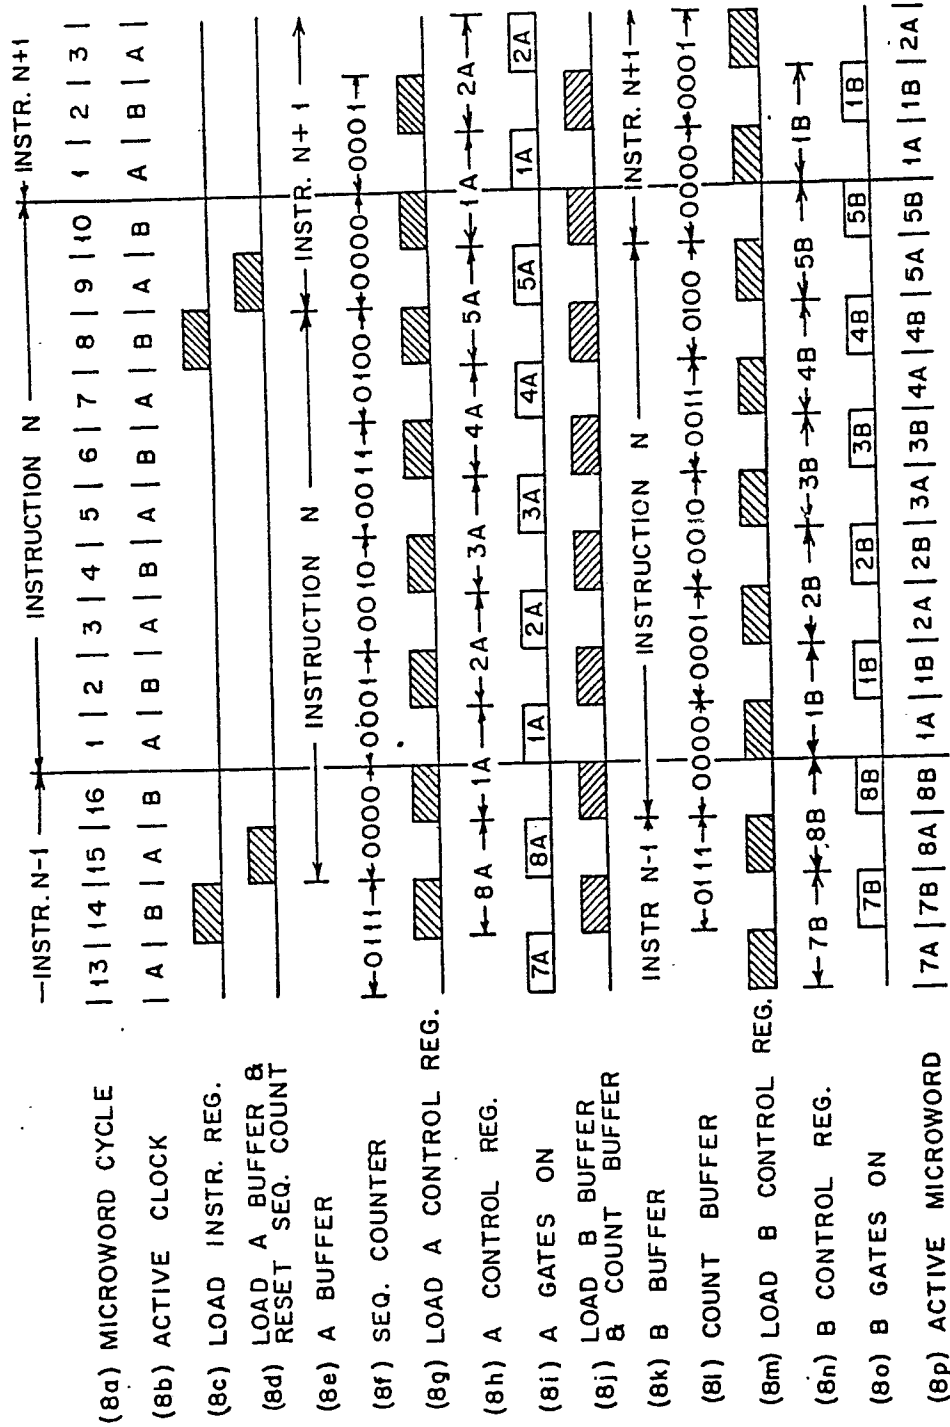 —INSTR. N-1 — INSTRUCTION N — INSTR. N+1
(8a) MICROWORD CYCLE | 13 | 14 | 15 | 16 1 | 2 | 3 | 4 | 5 | 6 | 7 | 8 | 9 | 10 1 | 2 | 3 |
(8b) ACTIVE CLOCK | A | B | A | B A | B | A | B | A | B | A | B | A | B A | B | A |
(8c) LOAD INSTR. REG.
(8d) LOAD A BUFFER & RESET SEQ. COUNT
(8e) A BUFFER INSTRUCTION N INSTR. N+1
(8f) SEQ. COUNTER 0111 0000 0001 0010 0011 0100 0000 0001
(8g) LOAD A CONTROL REG.
(8h) A CONTROL REG. 8A 1A 2A 3A 4A 5A 1A 2A
(8i) A GATES ON 7A 8A 1A 2A 3A 4A 5A 1A 2A
(8j) LOAD B BUFFER & COUNT BUFFER
(8k) B BUFFER INSTR N-1 INSTRUCTION N INSTR. N+1
(8l) COUNT BUFFER 0111 0000 0001 0010 0011 0100 0000 0001
(8m) LOAD B CONTROL REG.
(8n) B CONTROL REG. 7B 8B 1B 2B 3B 4B 5B 1B
(8o) B GATES ON 7B 8B 1B 2B 3B 4B 5B 1B
(8p) ACTIVE MICROWORD | 7A | 7B | 8A | 8B 1A | 1B | 2A | 2B | 3A | 3B | 4A | 4B | 5A | 5B 1A | 1B | 2A |